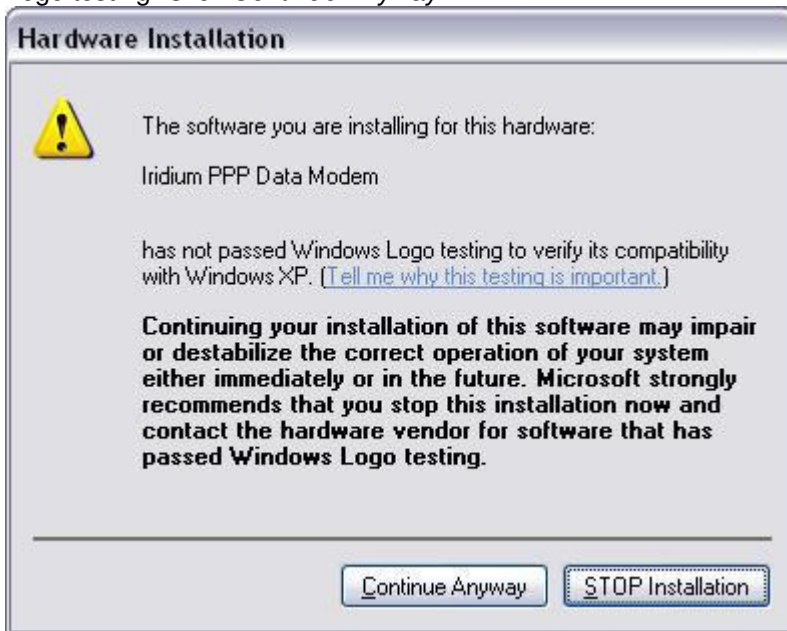 Hardware Installation
The software you are installing for this hardware:
Iridium PPP Data Modem
has not passed Windows Logo testing to verify its compatibility
with Windows XP. (Tell me why this testing is important.)
Continuing your installation of this software may impair
or destabilize the correct operation of your system
either immediately or in the future. Microsoft strongly
recommends that you stop this installation now and
contact the hardware vendor for software that has
passed Windows Logo testing.
Continue Anyway
STOP Installation